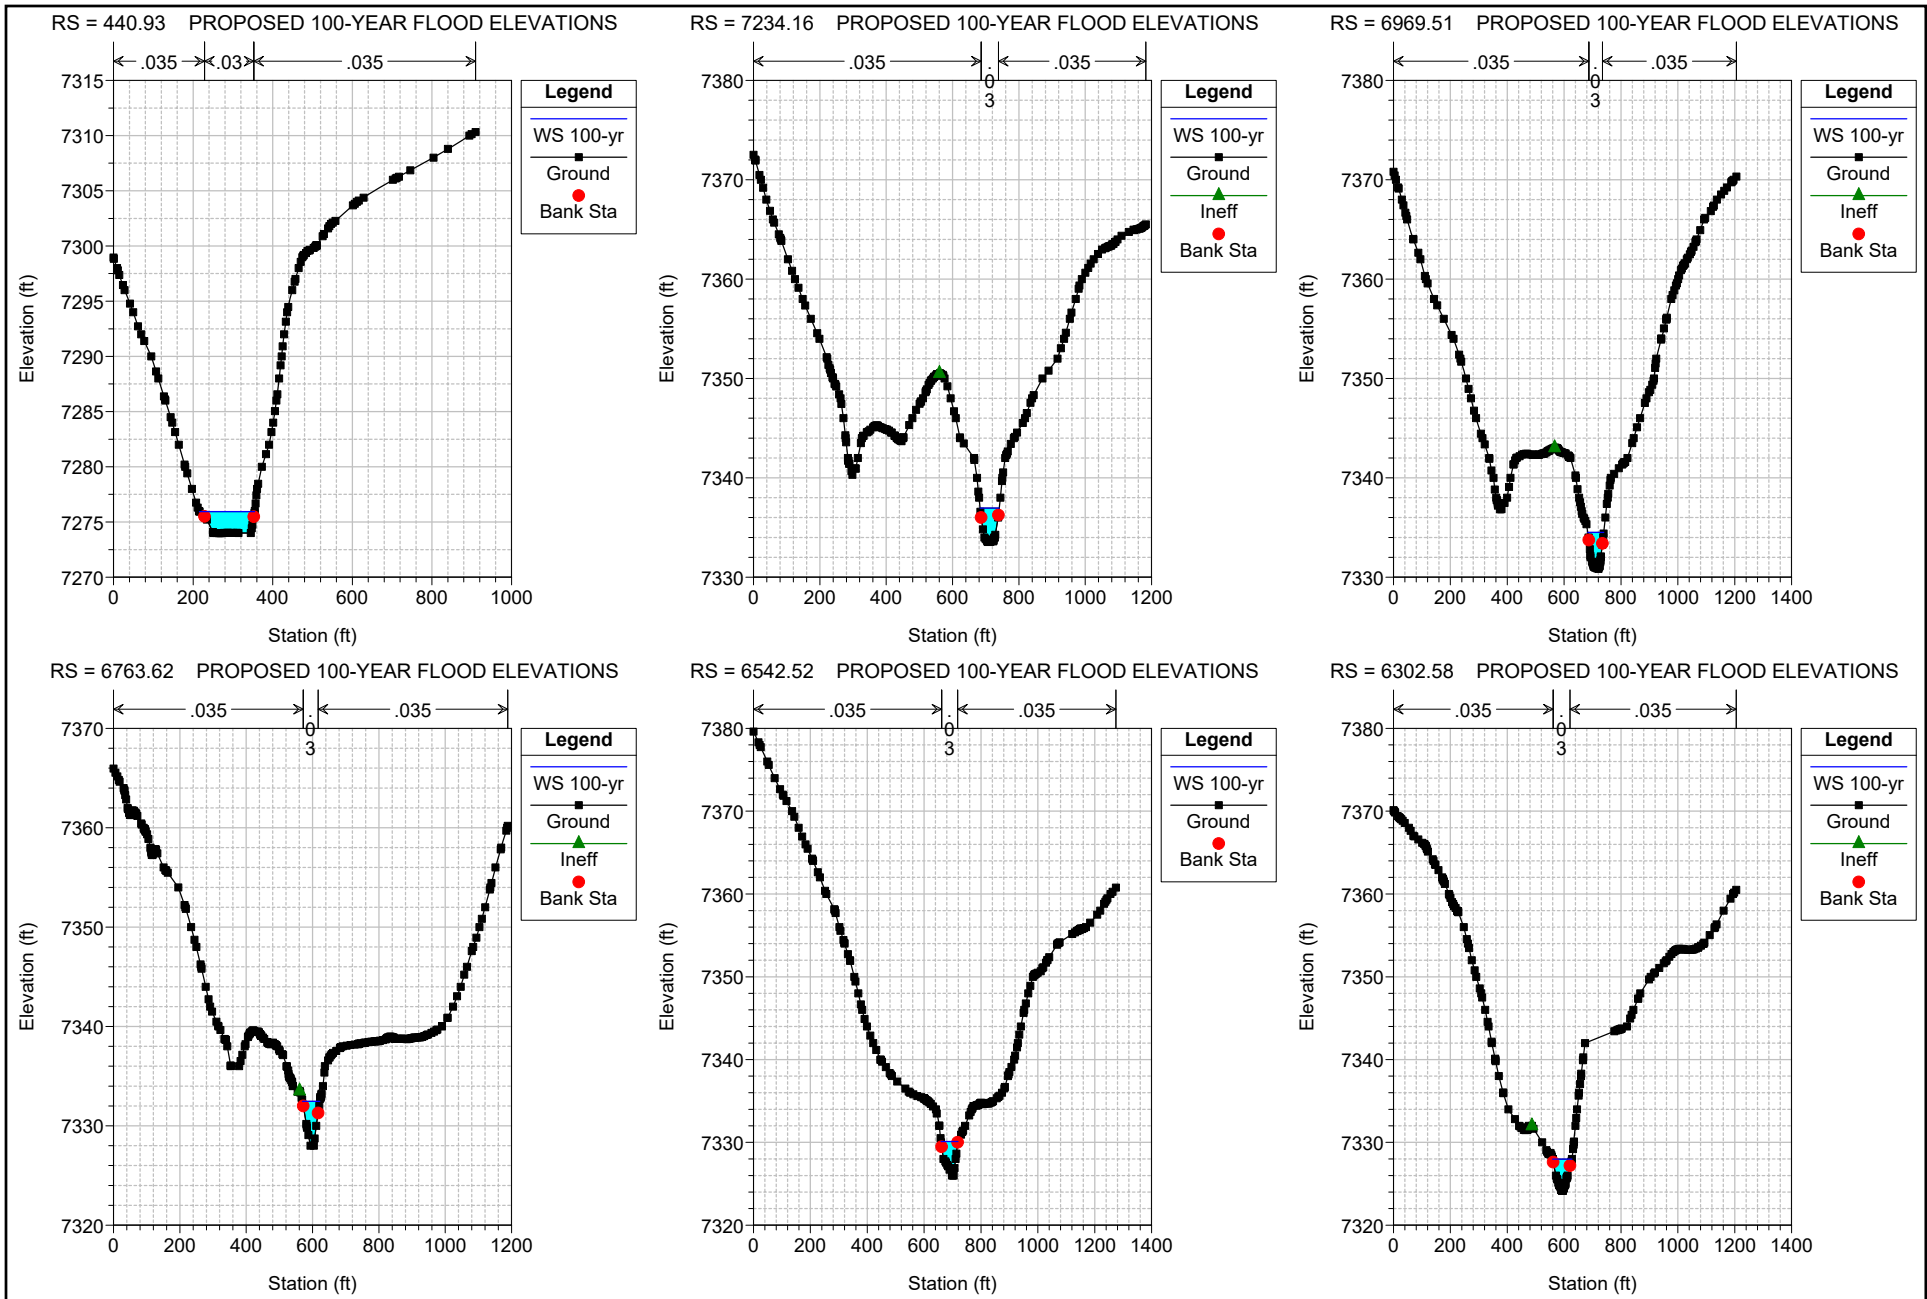 RS = 440.93 PROPOSED 100-YEAR FLOOD ELEVATIONS
.035 .03 .035
7315
7310
7305
7300
7295
7290
7285
7280
7275
7270
0 200 400 600 800 1000
Station (ft)
Elevation (ft)
Legend
WS 100-yr
Ground
Bank Sta
RS = 7234.16 PROPOSED 100-YEAR FLOOD ELEVATIONS
.035 .03 .035
7380
7370
7360
7350
7340
7330
0 200 400 600 800 1000 1200
Station (ft)
Elevation (ft)
Legend
WS 100-yr
Ground
Ineff
Bank Sta
RS = 6969.51 PROPOSED 100-YEAR FLOOD ELEVATIONS
.035 .03 .035
7380
7370
7360
7350
7340
7330
0 200 400 600 800 1000 1200 1400
Station (ft)
Elevation (ft)
Legend
WS 100-yr
Ground
Ineff
Bank Sta
RS = 6763.62 PROPOSED 100-YEAR FLOOD ELEVATIONS
.035 .03 .035
7370
7360
7350
7340
7330
7320
0 200 400 600 800 1000 1200
Station (ft)
Elevation (ft)
Legend
WS 100-yr
Ground
Ineff
Bank Sta
RS = 6542.52 PROPOSED 100-YEAR FLOOD ELEVATIONS
.035 .03 .035
7380
7370
7360
7350
7340
7330
7320
0 200 400 600 800 1000 1200 1400
Station (ft)
Elevation (ft)
Legend
WS 100-yr
Ground
Bank Sta
RS = 6302.58 PROPOSED 100-YEAR FLOOD ELEVATIONS
.035 .03 .035
7380
7370
7360
7350
7340
7330
7320
0 200 400 600 800 1000 1200 1400
Station (ft)
Elevation (ft)
Legend
WS 100-yr
Ground
Ineff
Bank Sta